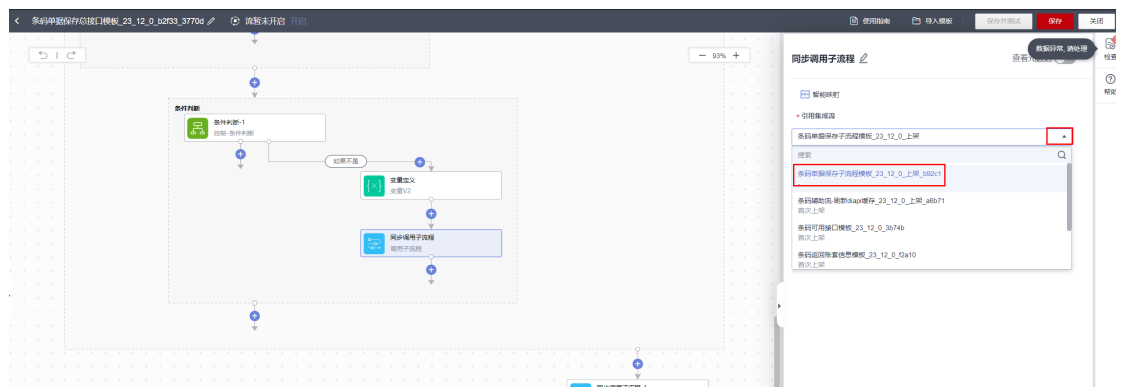 条码单据保存总接口模板_23_12_0_b2f33_3770d
流暂未开启 开启
使用指南
导入模板
保存并测试
保存
关闭
93%
同步调用子流程
数据异常, 请处理
检查
帮助
智能映射
* 引用集成流
条码单据保存子流程模板_23_12_0_上架
搜索
条码单据保存子流程模板_23_12_0_上架_b92c1
条码辅助流-刷新diapi缓存_23_12_0_上架_a6b71
首次上架
条码可用接口模板_23_12_0_3b74b
首次上架
条码返回账套信息模板_23_12_0_f2a10
首次上架
条件判断
条件判断-1
控制-条件判断
如果不是
变量定义
变量V2
同步调用子流程
调用子流程